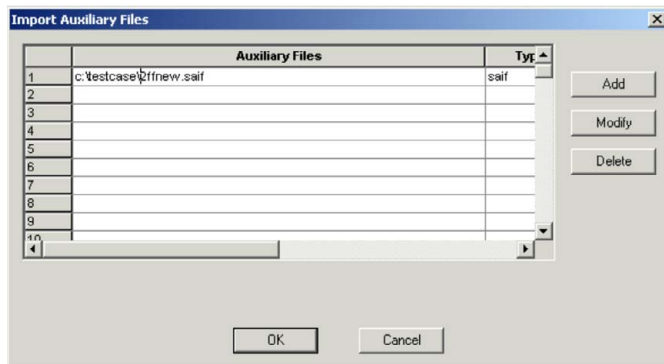 Import Auxiliary Files
Auxiliary Files Typ
1 c:\testcase\2ffnew.saif saif
Add
2
3
Modify
4
5
Delete
6
7
8
9
10
OK Cancel